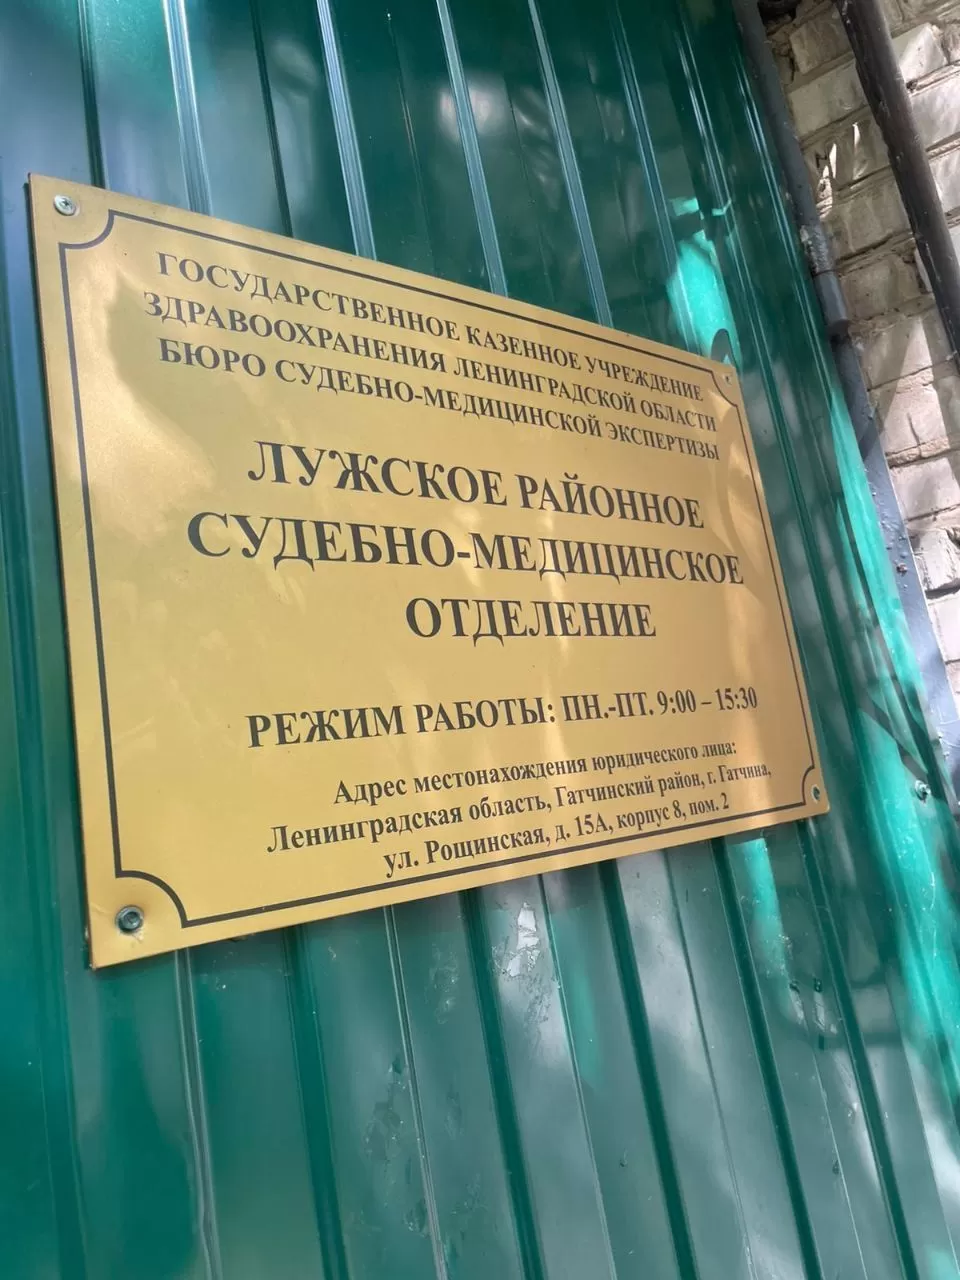 ГОСУДАРСТВЕННОЕ КАЗЕННОЕ УЧРЕЖДЕНИЕ
ЗДРАВООХРАНЕНИЯ ЛЕНИНГРАДСКОЙ ОБЛАСТИ
БЮРО СУДЕБНО-МЕДИЦИНСКОЙ ЭКСПЕРТИЗЫ
ЛУЖСКОЕ РАЙОННОЕ
СУДЕБНО-МЕДИЦИНСКОЕ
ОТДЕЛЕНИЕ
РЕЖИМ РАБОТЫ: ПН.-ПТ. 9:00 – 15:30
Адрес местонахождения юридического лица:
Ленинградская область, Гатчинский район, г. Гатчина,
ул. Рощинская, д. 15А, корпус 8, пом. 2